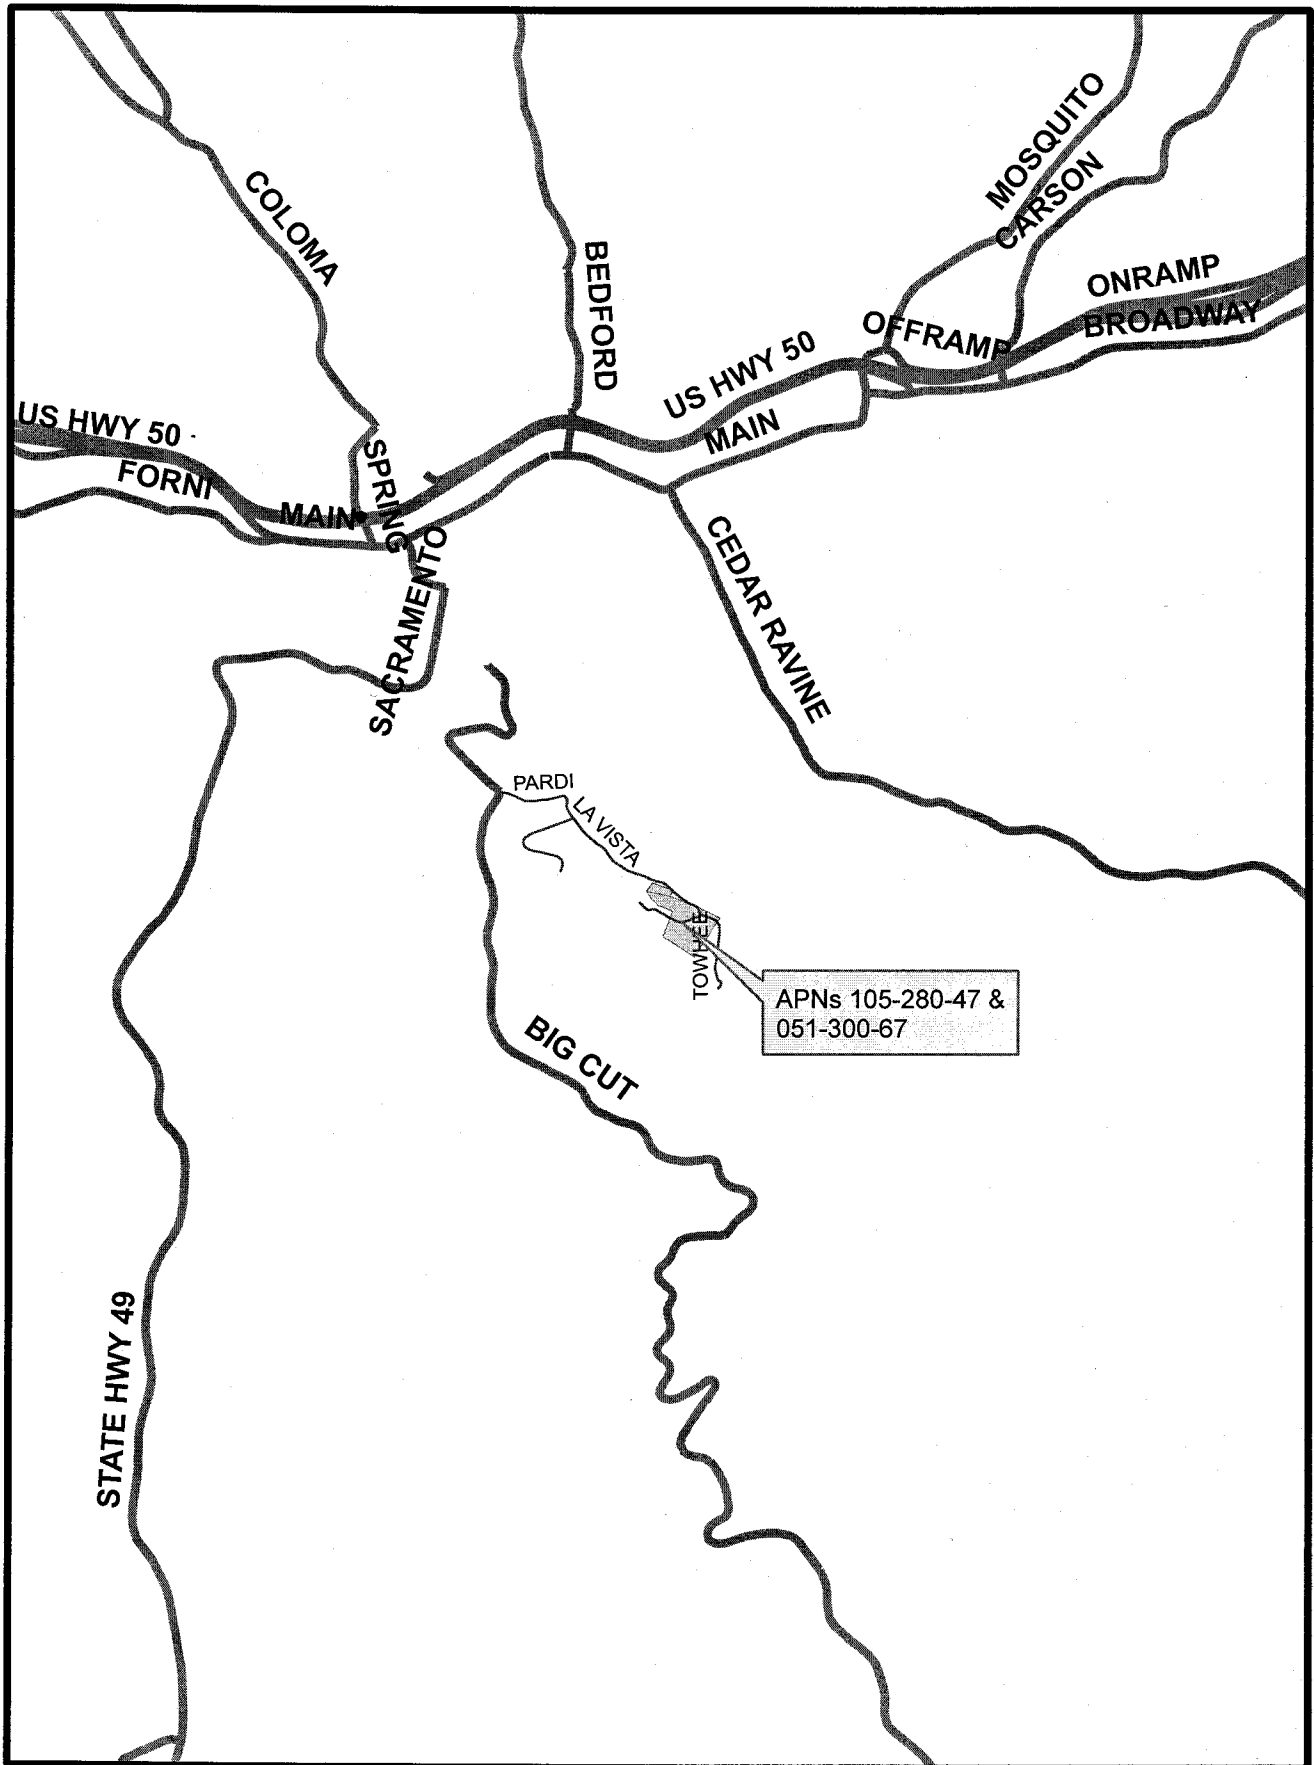 MOSQUITO
CARSON
COLOMA
BEDFORD
ONRAMP
BROADWAY
OFFRAMP
US HWY 50
MAIN
US HWY 50
FORNI
SPRING
MAIN
SACRAMENTO
CEDAR RAVINE
PARDI
LA VISTA
TOWHEE
APNs 105-280-47 &
051-300-67
BIG CUT
STATE HWY 49